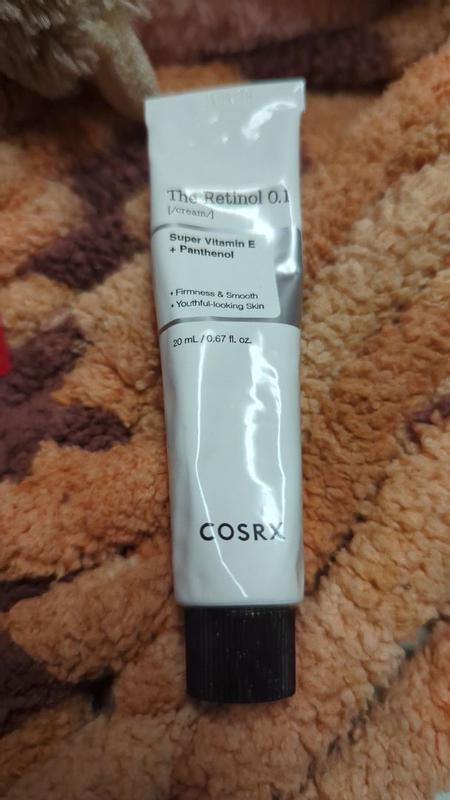 The Retinol 0.1
[/cream/]
Super Vitamin E
+ Panthenol
• Firmness & Smooth
• Youthful-looking Skin
20 mL / 0.67 fl. oz.
COSRX